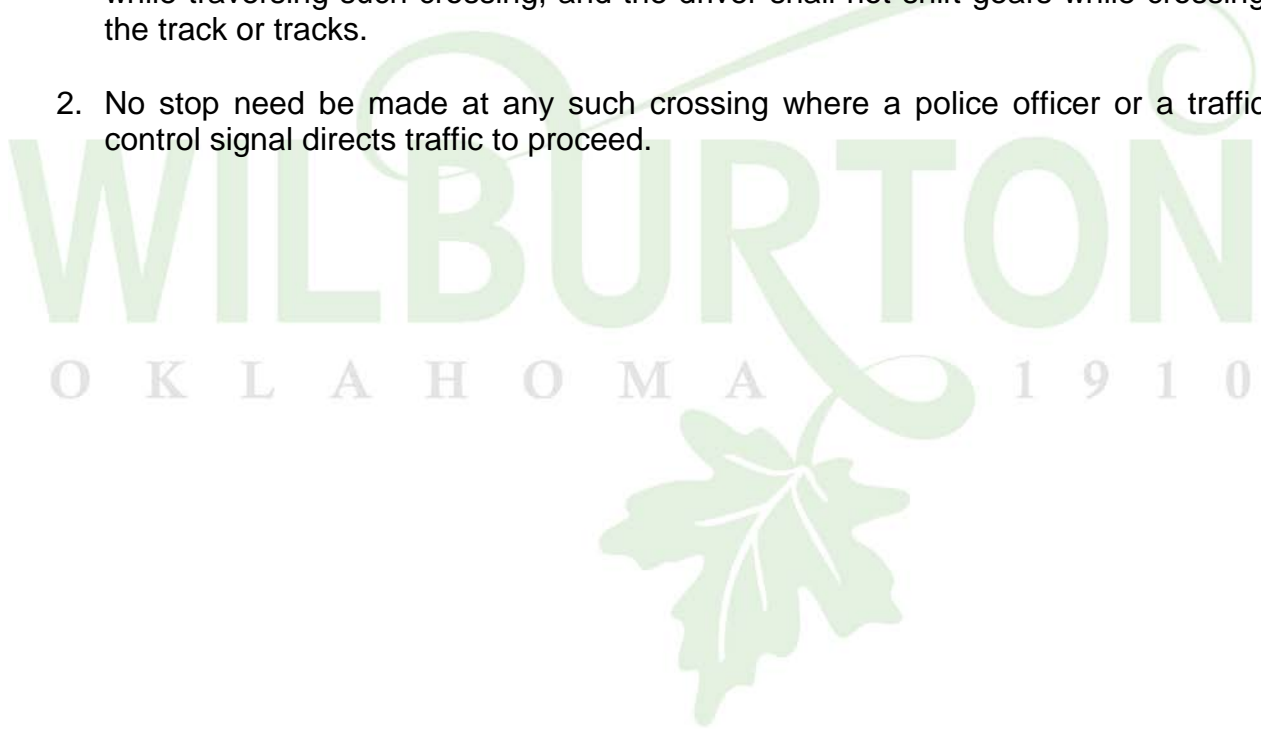 while traversing such crossing, and the driver shall not shift gears while crossing
the track or tracks.
2. No stop need be made at any such crossing where a police officer or a traffic
control signal directs traffic to proceed.
WILBURTON
OKLAHOMA 1910